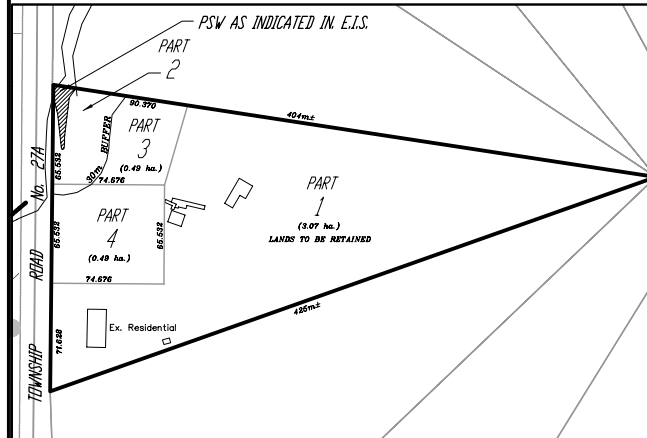 PSW AS INDICATED IN E.I.S.
PART
2
90.370
404m±
PART
3
(0.49 ha.)
BUFFER
30m
65.532
74.676
PART
1
(3.07 ha.)
LANDS TO BE RETAINED
PART
4
(0.49 ha.)
65.532
65.532
74.676
425m±
Ex. Residential
71.628
TOWNSHIP ROAD No. 27A